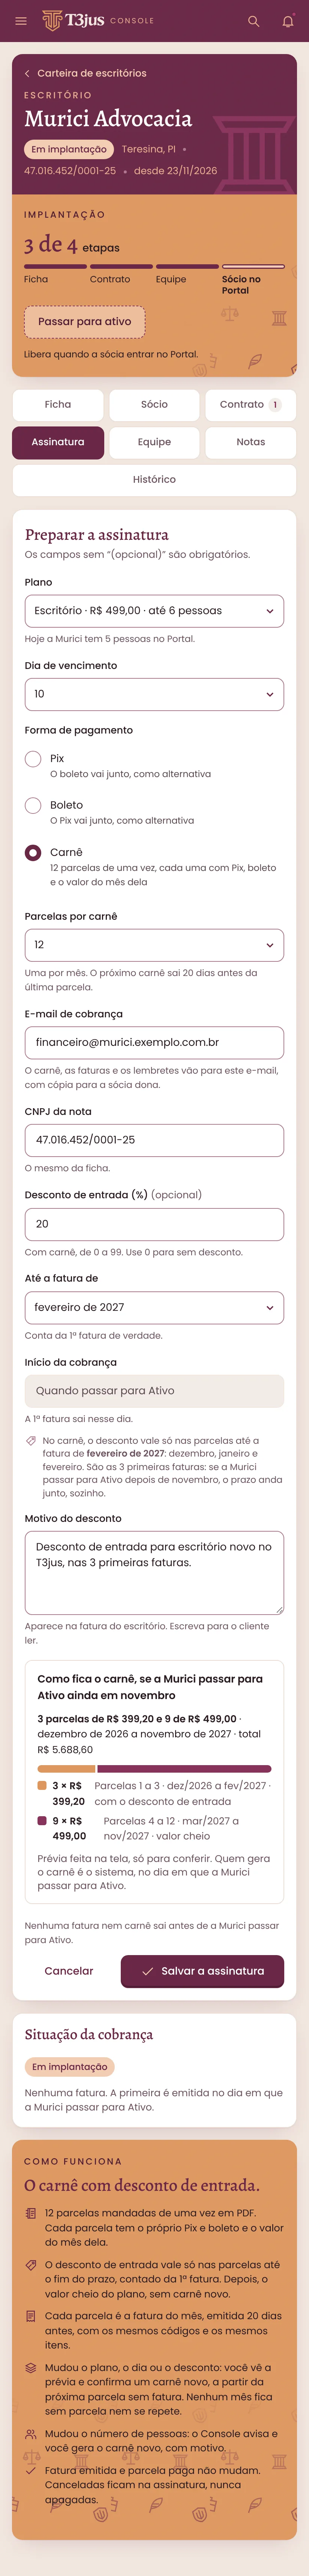 T3jus CONSOLE
Carteira de escritórios
ESCRITÓRIO
Murici Advocacia
Em implantação Teresina, PI •
47.016.452/0001-25 • desde 23/11/2026
IMPLANTAÇÃO
3 de 4 etapas
Ficha Contrato Equipe Sócio no
Portal
Passar para ativo
Libera quando a sócia entrar no Portal.
Ficha Sócio Contrato 1
Assinatura Equipe Notas
Histórico
Preparar a assinatura
Os campos sem “(opcional)” são obrigatórios.
Plano
Escritório · R$ 499,00 · até 6 pessoas
Hoje a Murici tem 5 pessoas no Portal.
Dia de vencimento
10
Forma de pagamento
Pix
O boleto vai junto, como alternativa
Boleto
O Pix vai junto, como alternativa
Carnê
12 parcelas de uma vez, cada uma com Pix, boleto
e o valor do mês dela
Parcelas por carnê
12
Uma por mês. O próximo carnê sai 20 dias antes da
última parcela.
E-mail de cobrança
financeiro@murici.exemplo.com.br
O carnê, as faturas e os lembretes vão para este e-mail,
com cópia para a sócia dona.
CNPJ da nota
47.016.452/0001-25
O mesmo da ficha.
Desconto de entrada (%) (opcional)
20
Com carnê, de 0 a 99. Use 0 para sem desconto.
Até a fatura de
fevereiro de 2027
Conta da 1ª fatura de verdade.
Início da cobrança
Quando passar para Ativo
A 1ª fatura sai nesse dia.
No carnê, o desconto vale só nas parcelas até a
fatura de fevereiro de 2027: dezembro, janeiro e
fevereiro. São as 3 primeiras faturas: se a Murici
passar para Ativo depois de novembro, o prazo anda
junto, sozinho.
Motivo do desconto
Desconto de entrada para escritório novo no
T3jus, nas 3 primeiras faturas.
Aparece na fatura do escritório. Escreva para o cliente
ler.
Como fica o carnê, se a Murici passar para
Ativo ainda em novembro
3 parcelas de R$ 399,20 e 9 de R$ 499,00 ·
dezembro de 2026 a novembro de 2027 · total
R$ 5.688,60
3 × R$ Parcelas 1 a 3 · dez/2026 a fev/2027 ·
399,20 com o desconto de entrada
9 × R$ Parcelas 4 a 12 · mar/2027 a
499,00 nov/2027 · valor cheio
Prévia feita na tela, só para conferir. Quem gera
o carnê é o sistema, no dia em que a Murici
passar para Ativo.
Nenhuma fatura nem carnê sai antes de a Murici passar
para Ativo.
Cancelar Salvar a assinatura
Situação da cobrança
Em implantação
Nenhuma fatura. A primeira é emitida no dia em que
a Murici passar para Ativo.
COMO FUNCIONA
O carnê com desconto de entrada.
12 parcelas mandadas de uma vez em PDF.
Cada parcela tem o próprio Pix e boleto e o valor
do mês dela.
O desconto de entrada vale só nas parcelas até
o fim do prazo, contado da 1ª fatura. Depois, o
valor cheio do plano, sem carnê novo.
Cada parcela é a fatura do mês, emitida 20 dias
antes, com os mesmos códigos e os mesmos
itens.
Mudou o plano, o dia ou o desconto: você vê a
prévia e confirma um carnê novo, a partir da
próxima parcela sem fatura. Nenhum mês fica
sem parcela nem se repete.
Mudou o número de pessoas: o Console avisa e
você gera o carnê novo, com motivo.
Fatura emitida e parcela paga não mudam.
Canceladas ficam na assinatura, nunca
apagadas.